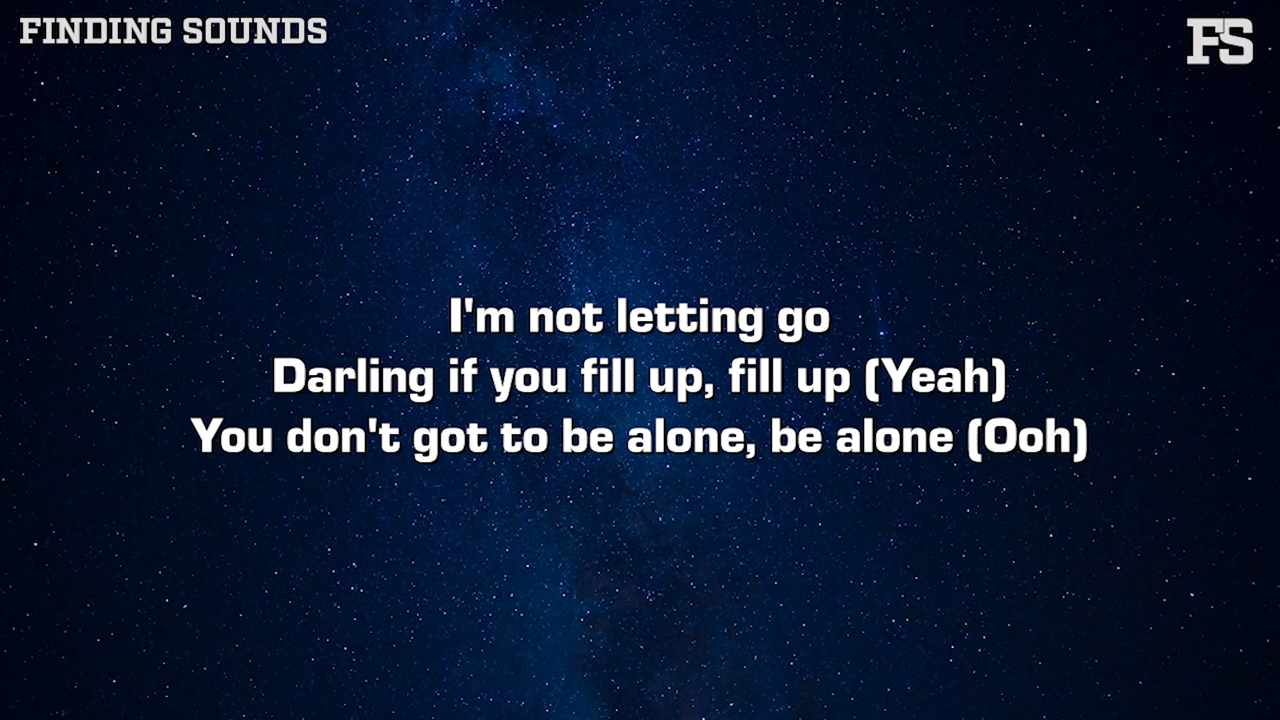 FINDING SOUNDS
FS
I'm not letting go
Darling if you fill up, fill up (Yeah)
You don't got to be alone, be alone (Ooh)